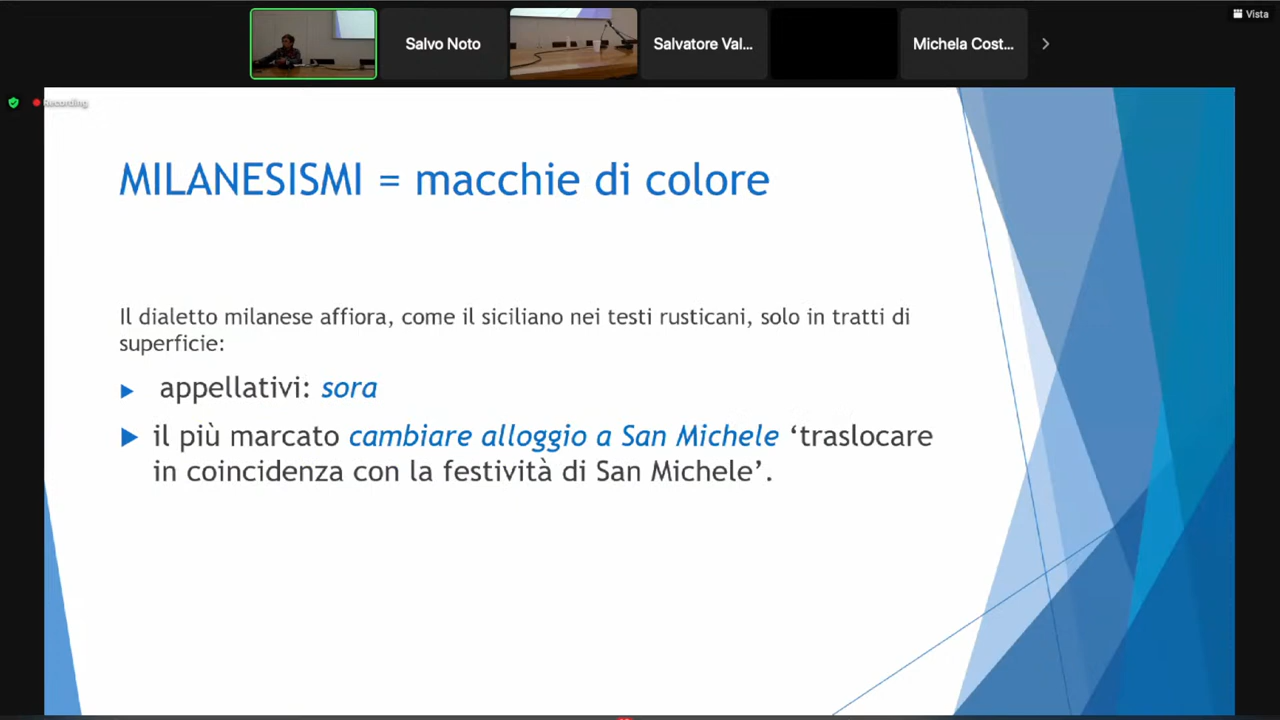 Vista
Salvo Noto
Salvatore Val...
Michela Cost...
Recording
MILANESISMI = macchie di colore
Il dialetto milanese affiora, come il siciliano nei testi rusticani, solo in tratti di
superficie:
appellativi: sora
il più marcato cambiare alloggio a San Michele ‘traslocare
in coincidenza con la festività di San Michele’.